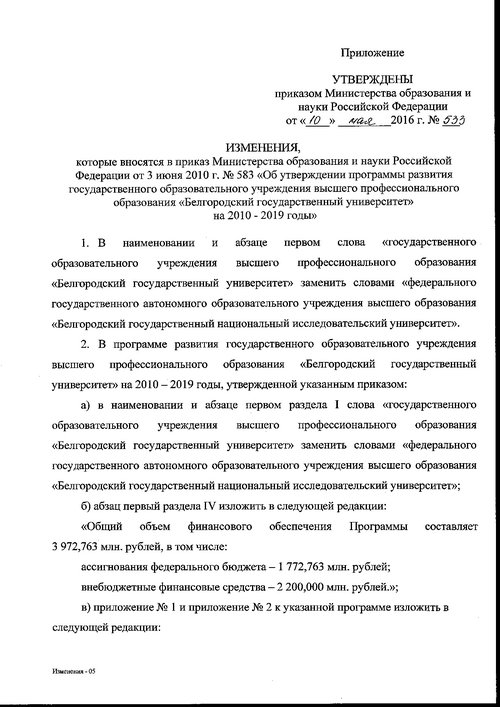 Приложение
УТВЕРЖДЕНЫ
приказом Министерства образования и
науки Российской Федерации
от «10» мая 2016 г. № 533
ИЗМЕНЕНИЯ,
которые вносятся в приказ Министерства образования и науки Российской
Федерации от 3 июня 2010 г. № 583 «Об утверждении программы развития
государственного образовательного учреждения высшего профессионального
образования «Белгородский государственный университет»
на 2010 - 2019 годы»
1. В наименовании и абзаце первом слова «государственного
образовательного учреждения высшего профессионального образования
«Белгородский государственный университет» заменить словами «федерального
государственного автономного образовательного учреждения высшего образования
«Белгородский государственный национальный исследовательский университет».
2. В программе развития государственного образовательного учреждения
высшего профессионального образования «Белгородский государственный
университет» на 2010 – 2019 годы, утвержденной указанным приказом:
а) в наименовании и абзаце первом раздела I слова «государственного
образовательного учреждения высшего профессионального образования
«Белгородский государственный университет» заменить словами «федерального
государственного автономного образовательного учреждения высшего образования
«Белгородский государственный национальный исследовательский университет»;
б) абзац первый раздела IV изложить в следующей редакции:
«Общий объем финансового обеспечения Программы составляет
3 972,763 млн. рублей, в том числе:
ассигнования федерального бюджета – 1 772,763 млн. рублей;
внебюджетные финансовые средства – 2 200,000 млн. рублей.»;
в) приложение № 1 и приложение № 2 к указанной программе изложить в
следующей редакции:
Изменения - 05